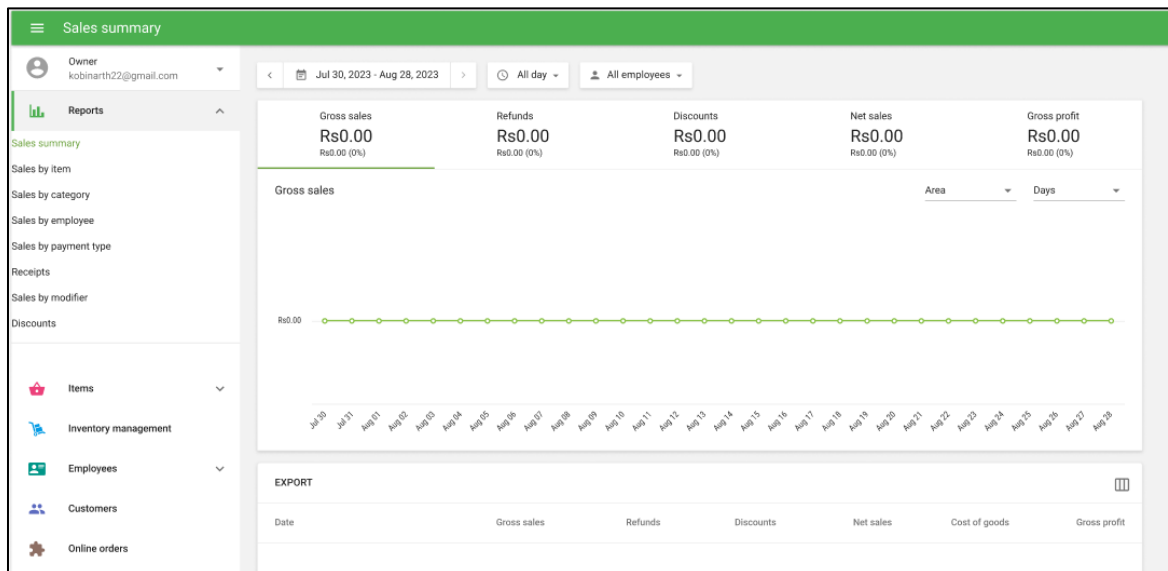 Sales summary
Owner
kobinarth22@gmail.com
Reports
Sales summary
Sales by item
Sales by category
Sales by employee
Sales by payment type
Receipts
Sales by modifier
Discounts
Items
Inventory management
Employees
Customers
Online orders
Jul 30, 2023 - Aug 28, 2023
All day
All employees
Gross sales Refunds Discounts Net sales Gross profit
Rs0.00 Rs0.00 Rs0.00 Rs0.00 Rs0.00
Rs0.00 (0%) Rs0.00 (0%) Rs0.00 (0%) Rs0.00 (0%) Rs0.00 (0%)
Gross sales Area Days
Rs0.00
Jul 30 Jul 31 Aug 01 Aug 02 Aug 03 Aug 04 Aug 05 Aug 06 Aug 07 Aug 08 Aug 09 Aug 10 Aug 11 Aug 12 Aug 13 Aug 14 Aug 15 Aug 16 Aug 17 Aug 18 Aug 19 Aug 20 Aug 21 Aug 22 Aug 23 Aug 24 Aug 25 Aug 26 Aug 27 Aug 28
EXPORT
Date Gross sales Refunds Discounts Net sales Cost of goods Gross profit